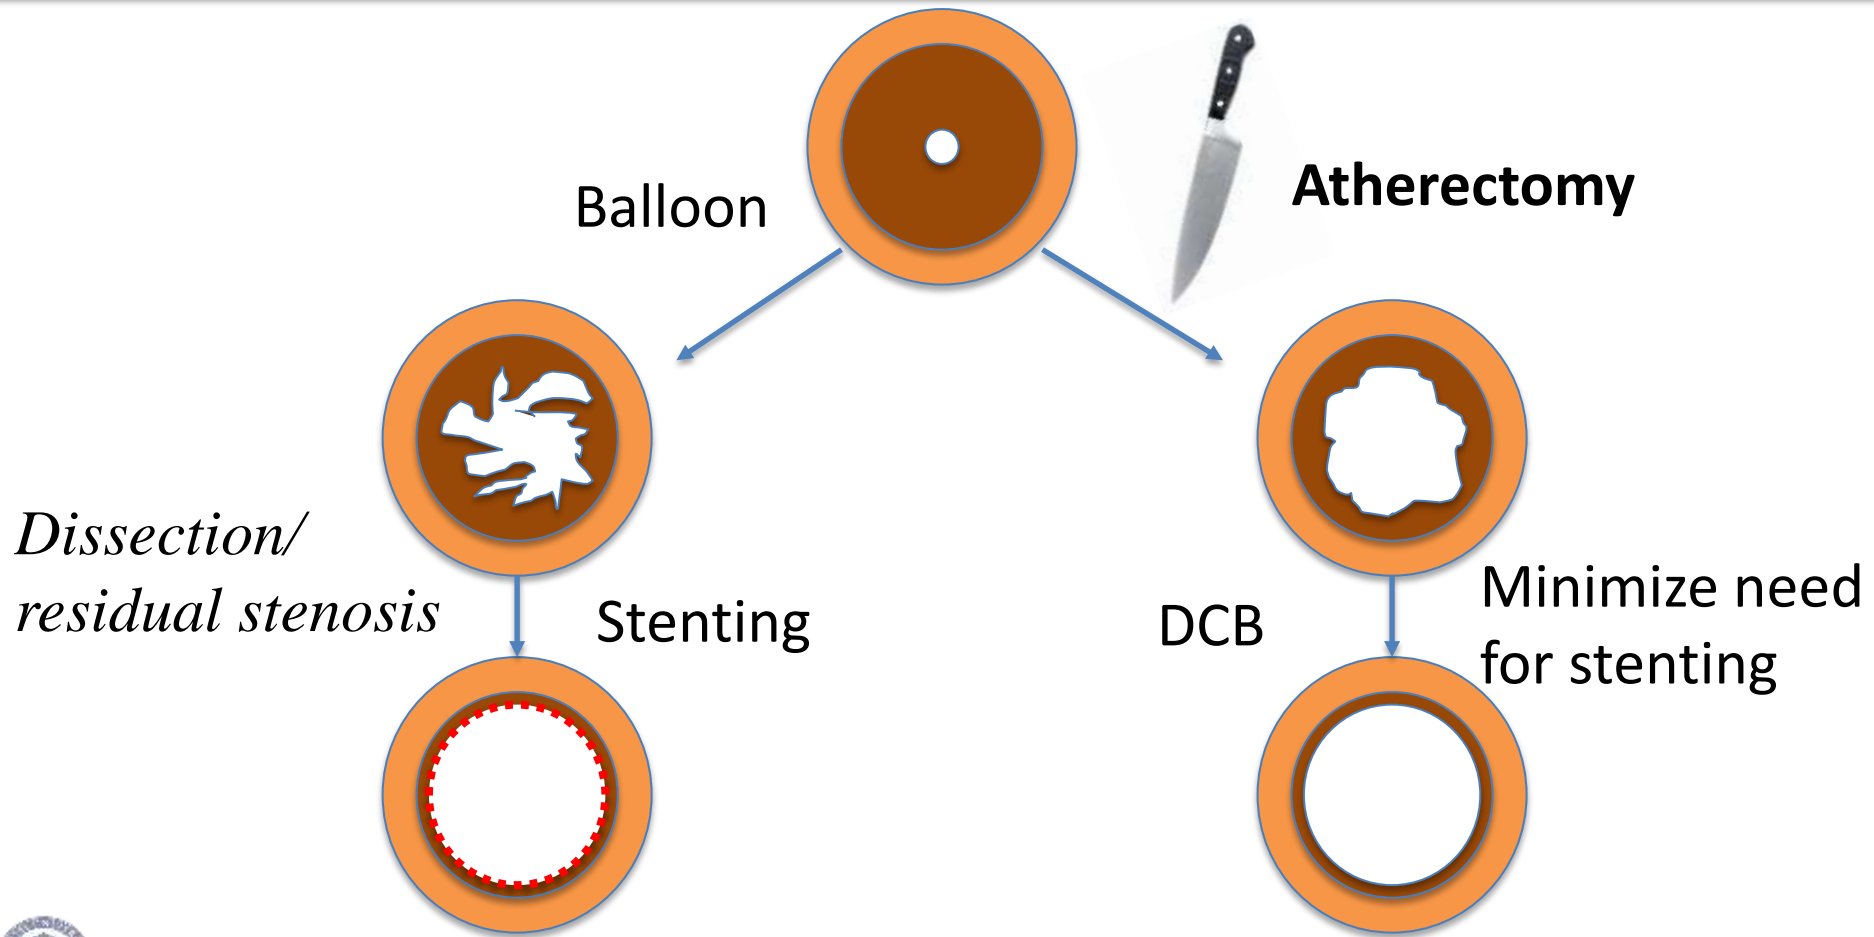 Balloon
Atherectomy
Dissection/
residual stenosis
Stenting
DCB
Minimize need
for stenting